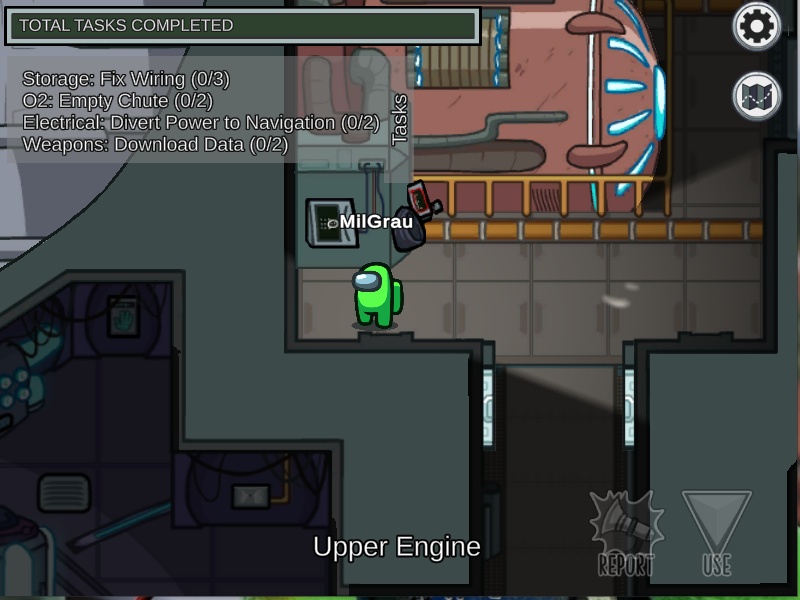 TOTAL TASKS COMPLETED
Storage: Fix Wiring (0/3)
O2: Empty Chute (0/2)
Electrical: Divert Power to Navigation (0/2)
Weapons: Download Data (0/2)
Tasks
MilGrau
Upper Engine
REPORT
USE